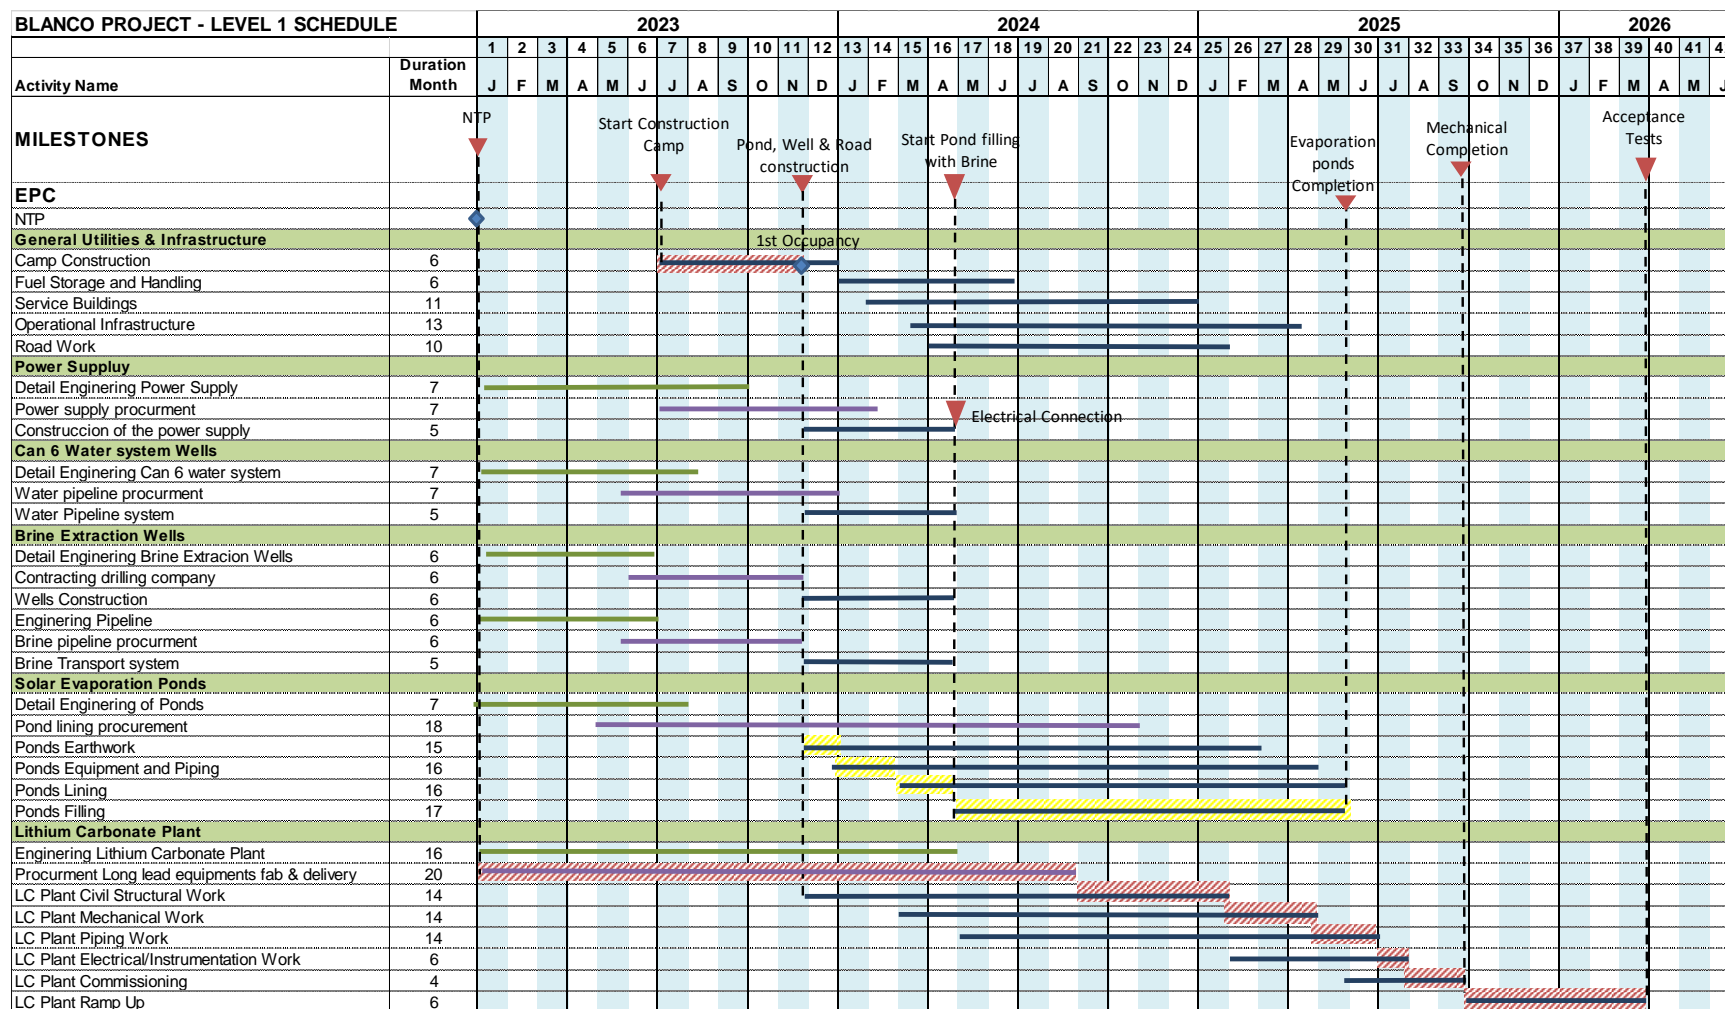 BLANCO PROJECT - LEVEL 1 SCHEDULE 2023 2024 2025 2026
1 2 3 4 5 6 7 8 9 10 11 12 13 14 15 16 17 18 19 20 21 22 23 24 25 26 27 28 29 30 31 32 33 34 35 36 37 38 39 40 41
Activity Name Duration Month J F M A M J J A S O N D J F M A M J J A S O N D J F M A M J J A S O N D J F M A M J
MILESTONES
NTP
Start Construction
Camp
Pond, Well & Road
construction
Start Pond filling
with Brine
Evaporation
ponds
Completion
Mechanical
Completion
Acceptance
Tests
EPC
NTP
General Utilities & Infrastructure
1st Occupancy
Camp Construction 6
Fuel Storage and Handling 6
Service Buildings 11
Operational Infrastructure 13
Road Work 10
Power Suppluy
Detail Enginering Power Supply 7
Power supply procurment 7
Electrical Connection
Construccion of the power supply 5
Can 6 Water system Wells
Detail Enginering Can 6 water system 7
Water pipeline procurment 7
Water Pipeline system 5
Brine Extraction Wells
Detail Enginering Brine Extracion Wells 6
Contracting drilling company 6
Wells Construction 6
Enginering Pipeline 6
Brine pipeline procurment 6
Brine Transport system 5
Solar Evaporation Ponds
Detail Enginering of Ponds 7
Pond lining procurement 18
Ponds Earthwork 15
Ponds Equipment and Piping 16
Ponds Lining 16
Ponds Filling 17
Lithium Carbonate Plant
Enginering Lithium Carbonate Plant 16
Procurment Long lead equipments fab & delivery 20
LC Plant Civil Structural Work 14
LC Plant Mechanical Work 14
LC Plant Piping Work 14
LC Plant Electrical/Instrumentation Work 6
LC Plant Commissioning 4
LC Plant Ramp Up 6